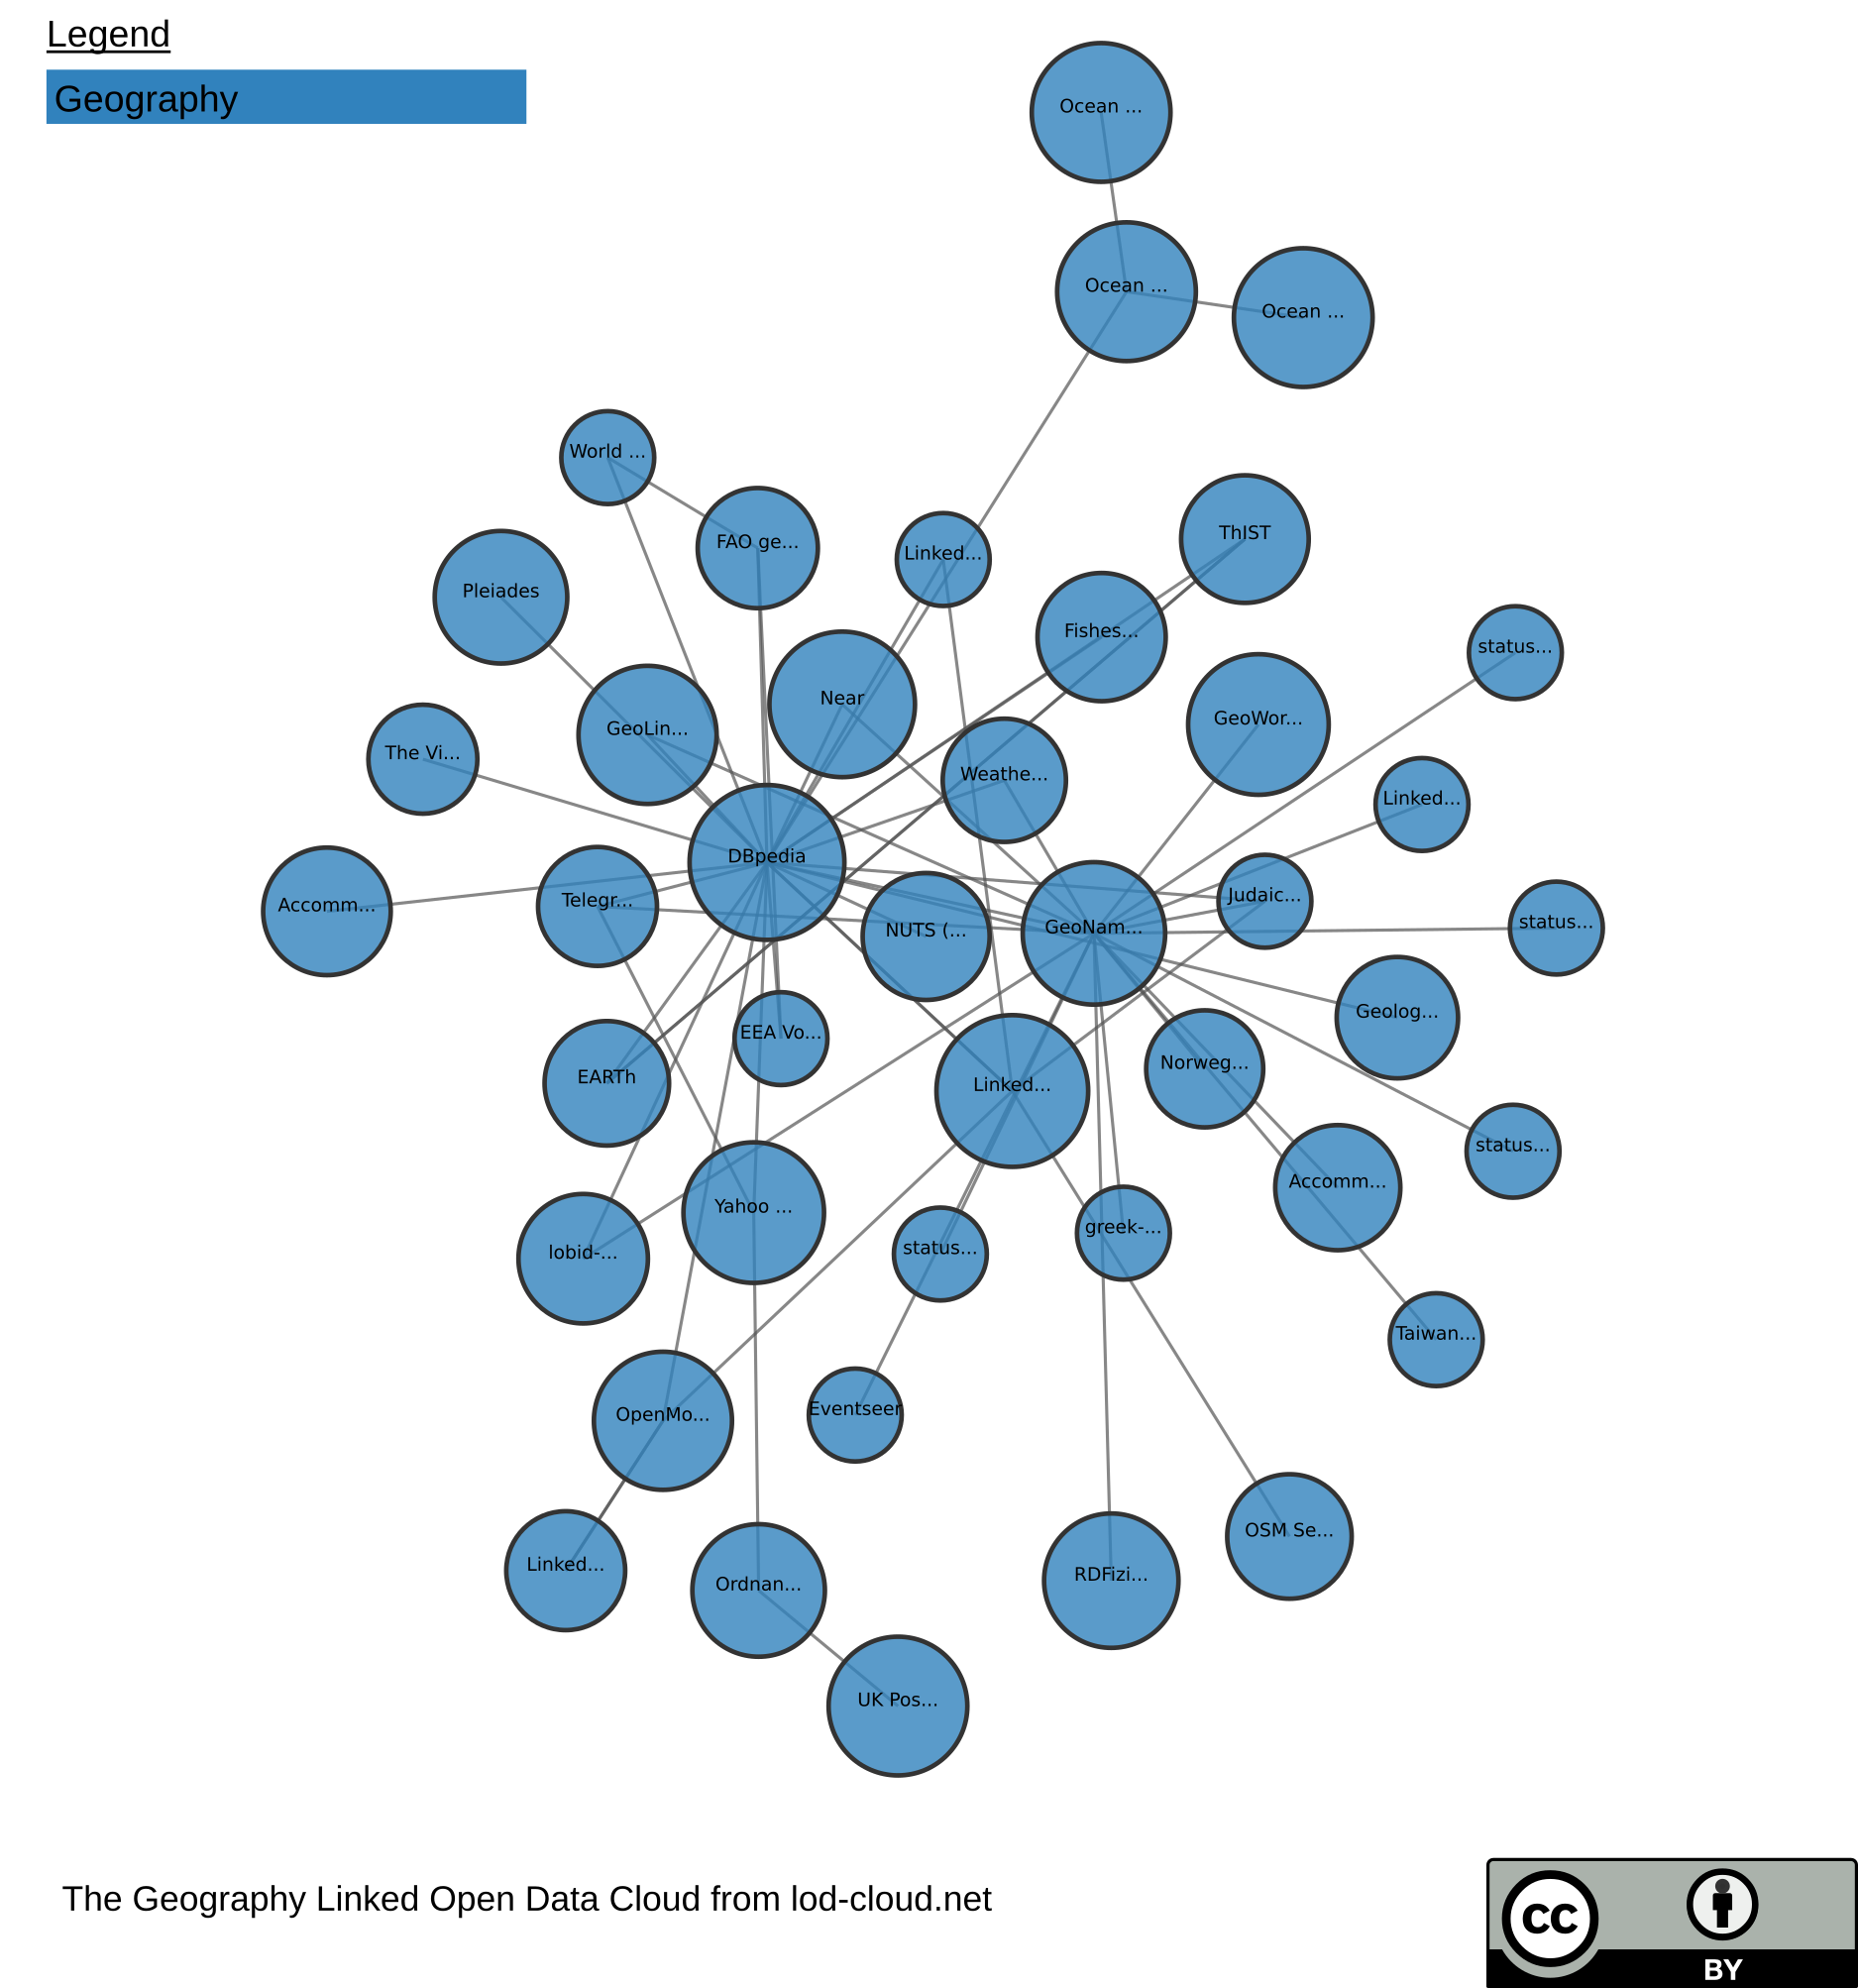 Legend
Geography
Ocean ...
Ocean ...
Ocean ...
World ...
FAO ge...
Linked...
ThIST
Pleiades
Fishes...
status...
Near
GeoLin...
GeoWor...
The Vi...
Weathe...
Linked...
DBpedia
Accomm...
Telegr...
Judaic...
NUTS (...
GeoNam...
status...
Geolog...
EEA Vo...
EARTh
Linked...
Norweg...
status...
Accomm...
Yahoo ...
lobid-...
status...
greek-...
Taiwan...
OpenMo...
Eventseer
Linked...
Ordnan...
RDFizi...
OSM Se...
UK Pos...
The Geography Linked Open Data Cloud from lod-cloud.net
cc
BY